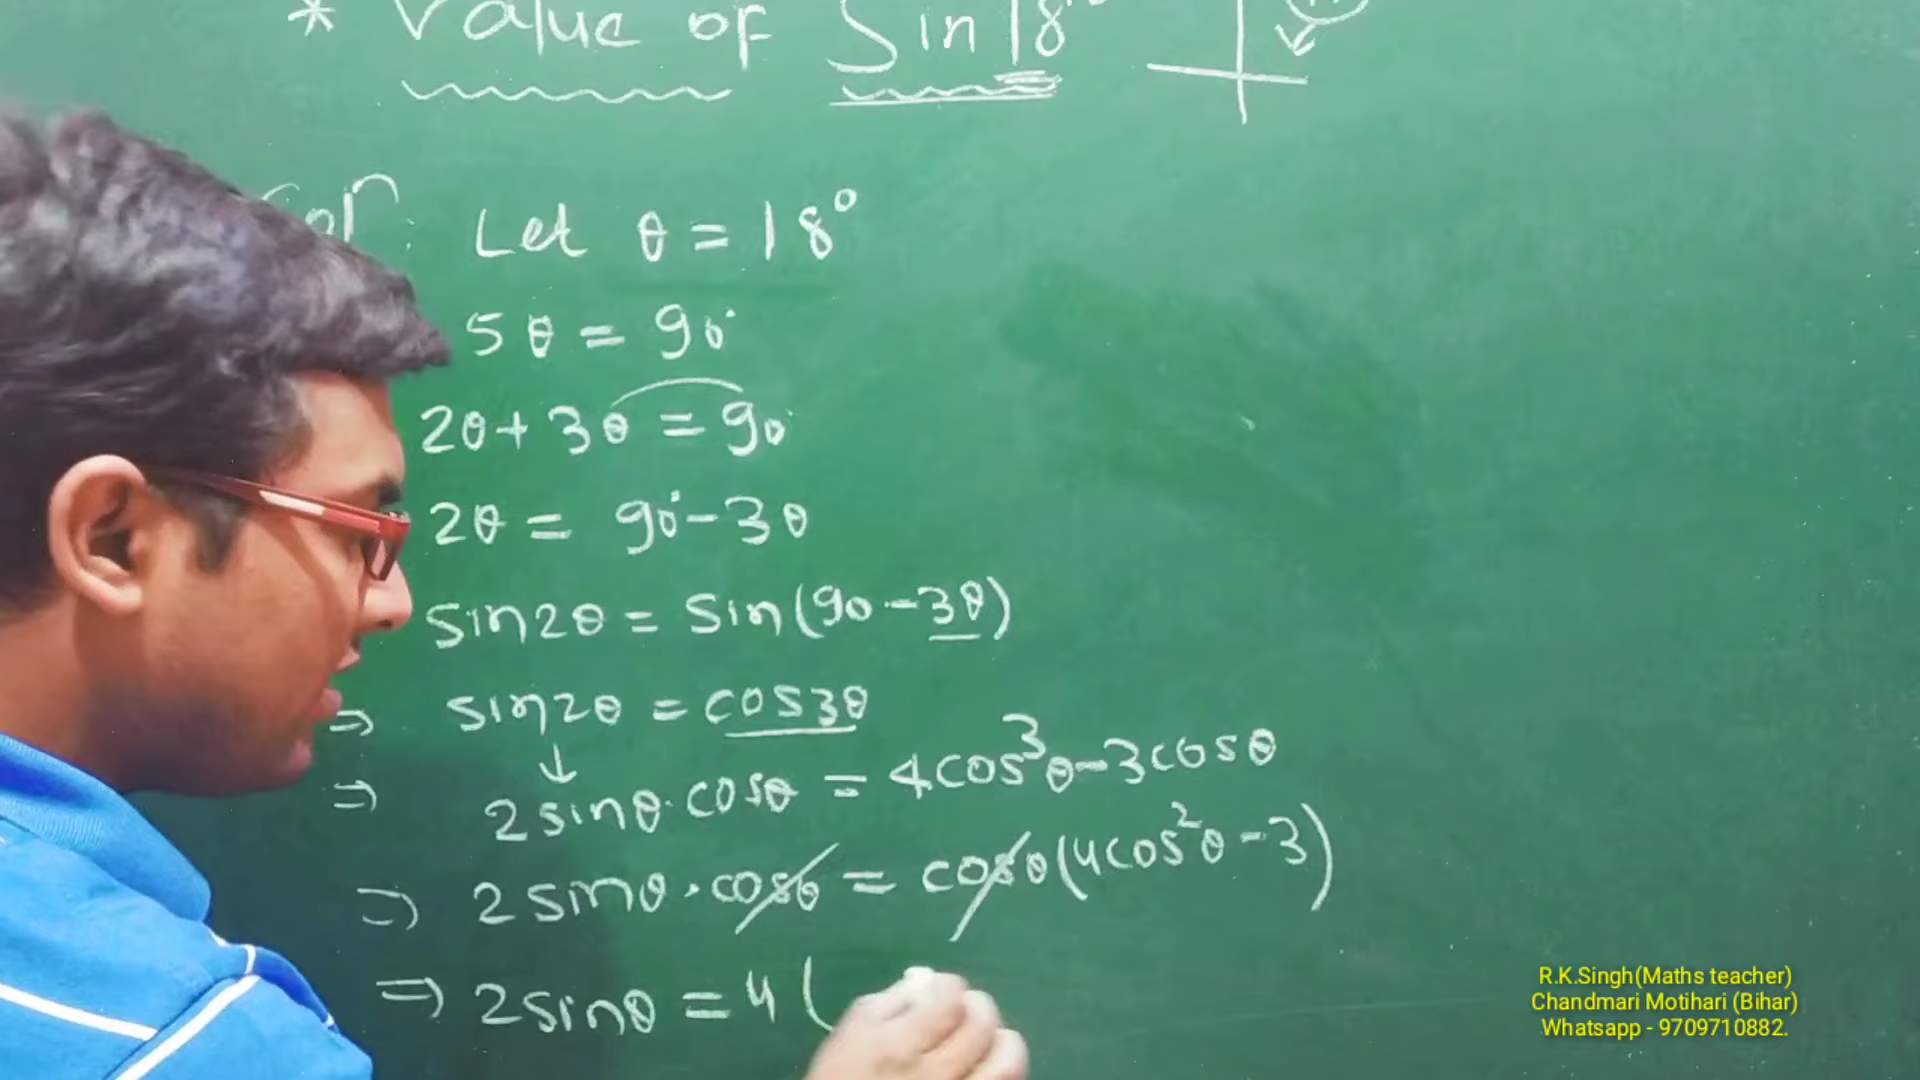 * Value of Sin18°
Let θ = 18°
5θ = 90°
2θ + 3θ = 90°
2θ = 90° - 3θ
sin2θ = sin(90 - 3θ)
⇒ sin2θ = cos3θ
⇒ 2sinθ·cosθ = 4cos³θ - 3cosθ
⇒ 2sinθ·cosθ = cosθ(4cos²θ - 3)
⇒ 2sinθ = 4(
R.K.Singh(Maths teacher)
Chandmari Motihari (Bihar)
Whatsapp - 9709710882.